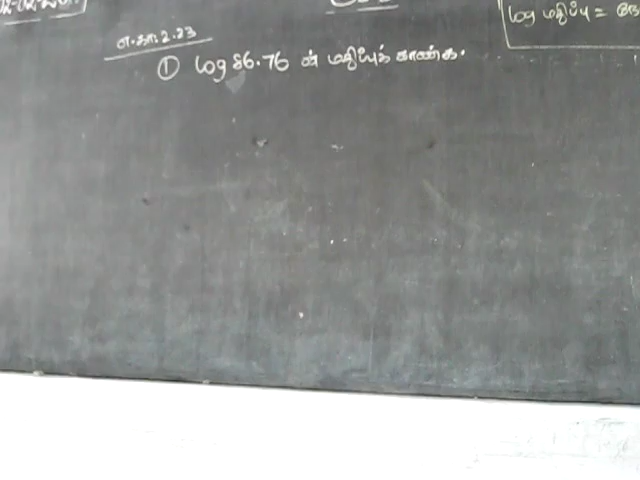 log மதிப்பு =
எ.கா: 2.23
① log 86.76 ன் மதிப்புக் காண்க.